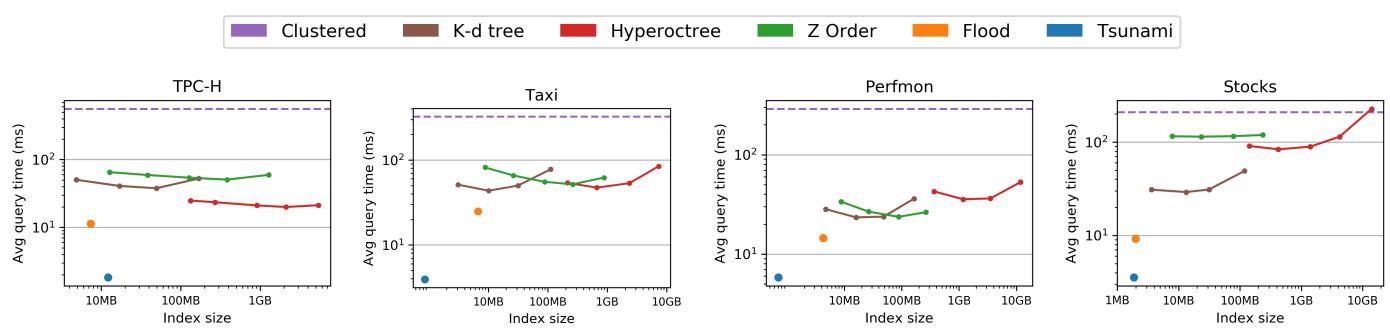 Clustered K-d tree Hyperoctree Z Order Flood Tsunami
TPC-H
Avg query time (ms)
10²
10¹
10MB 100MB 1GB
Index size
Taxi
Avg query time (ms)
10²
10¹
10MB 100MB 1GB 10GB
Index size
Perfmon
Avg query time (ms)
10²
10¹
10MB 100MB 1GB 10GB
Index size
Stocks
Avg query time (ms)
10²
10¹
1MB 10MB 100MB 1GB 10GB
Index size